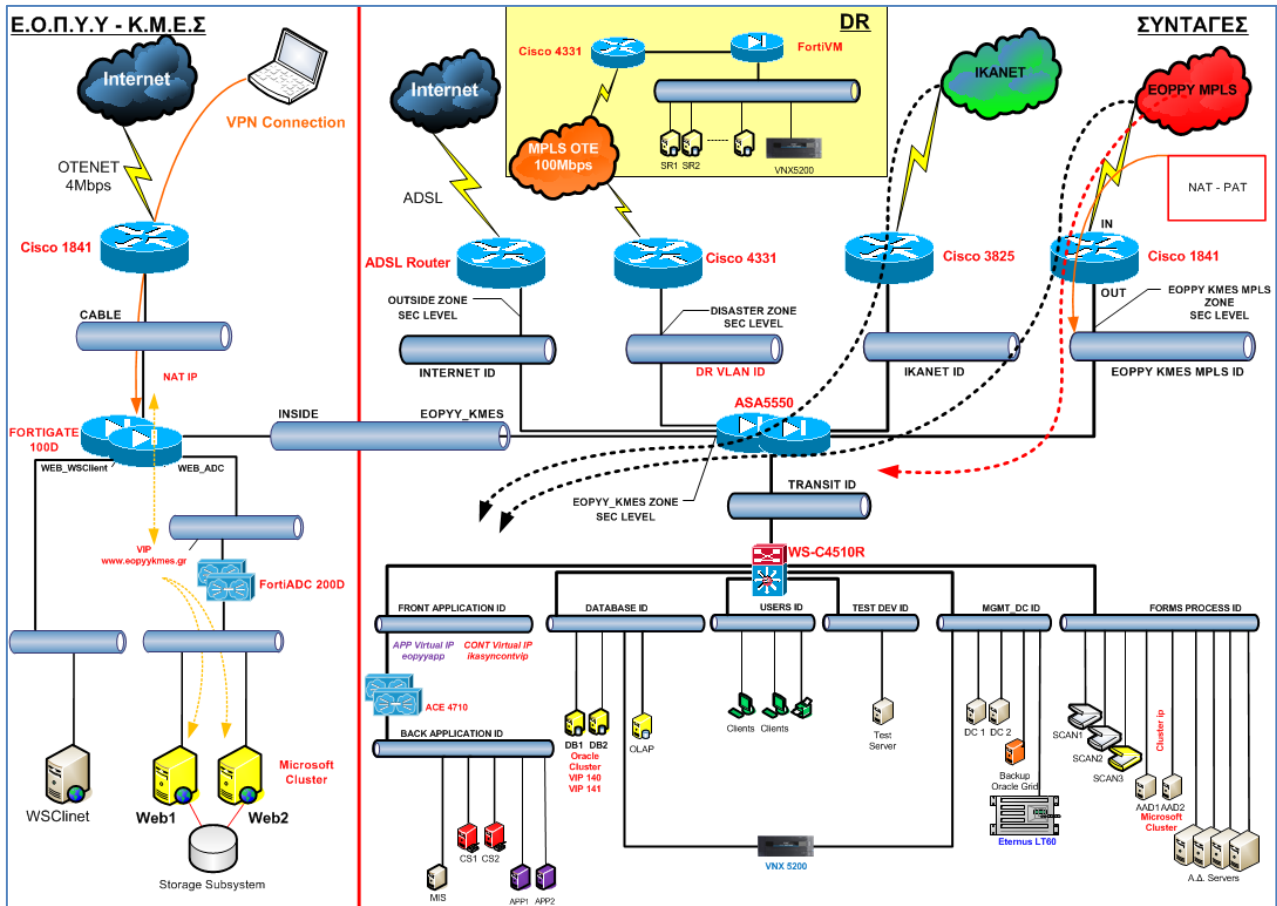 Ε.Ο.Π.Υ.Υ - Κ.Μ.Ε.Σ
Internet
VPN Connection
OTENET
4Mbps
Cisco 1841
CABLE
NAT IP
FORTIGATE
100D
WEB_WSClient
WEB_ADC
INSIDE
EOPYY_KMES
VIP
www.eopyykmes.gr
FortiADC 200D
WSClinet
Web1
Web2
Microsoft
Cluster
Storage Subsystem
DR
Cisco 4331
FortiVM
MPLS OTE
100Mbps
SR1
SR2
VNX5200
ΣΥΝΤΑΓΕΣ
Internet
ADSL
IKANET
EOPPY MPLS
NAT - PAT
ADSL Router
Cisco 4331
Cisco 3825
IN
Cisco 1841
OUT
OUTSIDE ZONE
SEC LEVEL
DISASTER ZONE
SEC LEVEL
EOPPY KMES MPLS
ZONE
SEC LEVEL
INTERNET ID
DR VLAN ID
IKANET ID
EOPPY KMES MPLS ID
ASA5550
EOPYY_KMES ZONE
SEC LEVEL
TRANSIT ID
WS-C4510R
FRONT APPLICATION ID
DATABASE ID
USERS ID
TEST DEV ID
MGMT_DC ID
FORMS PROCESS ID
APP Virtual IP
eopyyapp
CONT Virtual IP
ikasyncontvip
ACE 4710
BACK APPLICATION ID
MIS
CS1
CS2
APP1
APP2
DB1
DB2
OLAP
Oracle
Cluster
VIP 140
VIP 141
Clients
Clients
Test
Server
DC 1
DC 2
Backup
Oracle Grid
Eternus LT60
VNX 5200
SCAN1
SCAN2
SCAN3
Cluster ip
AAD1
AAD2
Microsoft
Cluster
Α.Δ. Servers